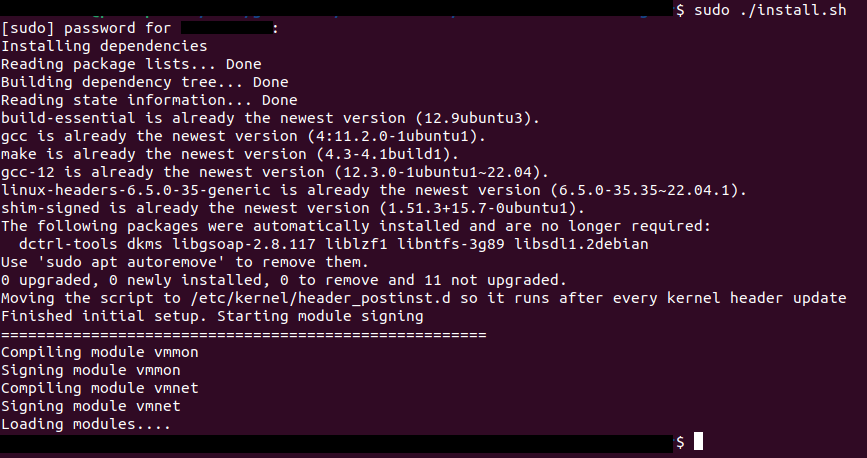 $ sudo ./install.sh
[sudo] password for :
Installing dependencies
Reading package lists... Done
Building dependency tree... Done
Reading state information... Done
build-essential is already the newest version (12.9ubuntu3).
gcc is already the newest version (4:11.2.0-1ubuntu1).
make is already the newest version (4.3-4.1build1).
gcc-12 is already the newest version (12.3.0-1ubuntu1~22.04).
linux-headers-6.5.0-35-generic is already the newest version (6.5.0-35.35~22.04.1).
shim-signed is already the newest version (1.51.3+15.7-0ubuntu1).
The following packages were automatically installed and are no longer required:
  dctrl-tools dkms libgsoap-2.8.117 liblzf1 libntfs-3g89 libsdl1.2debian
Use 'sudo apt autoremove' to remove them.
0 upgraded, 0 newly installed, 0 to remove and 11 not upgraded.
Moving the script to /etc/kernel/header_postinst.d so it runs after every kernel header update
Finished initial setup. Starting module signing
======================================================
Compiling module vmmon
Signing module vmmon
Compiling module vmnet
Signing module vmnet
Loading modules....
$